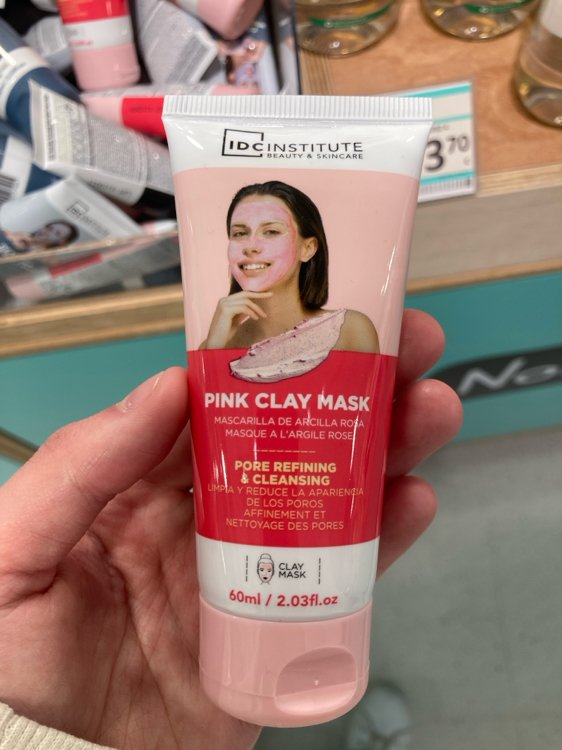 IDC INSTITUTE
BEAUTY & SKINCARE
PINK CLAY MASK
MASCARILLA DE ARCILLA ROSA
MASQUE A L'ARGILE ROSE
PORE REFINING
& CLEANSING
LIMPIA Y REDUCE LA APARIENCIA
DE LOS POROS
AFFINEMENT ET
NETTOYAGE DES PORES
CLAY
MASK
60ml / 2.03fl.oz
3,70
No